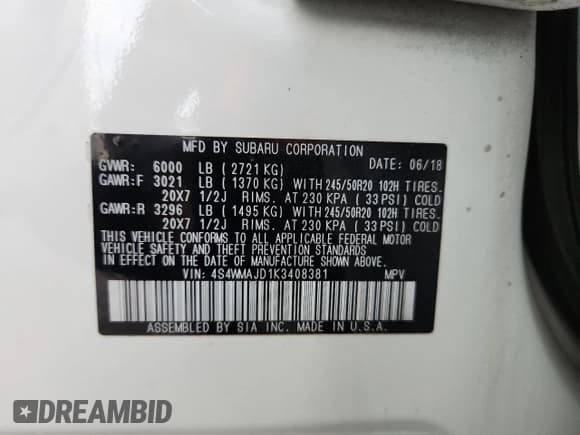 MFD BY SUBARU CORPORATION
GVWR: 6000 LB ( 2721 KG) DATE: 06/18
GAWR:F 3021 LB ( 1370 KG) WITH 245/50R20 102H TIRES.
20X7 1/2J RIMS. AT 230 KPA ( 33 PSI) COLD
GAWR:R 3296 LB ( 1495 KG) WITH 245/50R20 102H TIRES.
20X7 1/2J RIMS. AT 230 KPA ( 33 PSI) COLD
THIS VEHICLE CONFORMS TO ALL APPLICABLE FEDERAL MOTOR
VEHICLE SAFETY AND THEFT PREVENTION STANDARDS
IN EFFECT ON THE DATE OF MANUFACTURE SHOWN ABOVE.
VIN: 4S4WMAJD1K3408381 MPV
ASSEMBLED BY SIA INC. MADE IN U.S.A.
DREAMBID